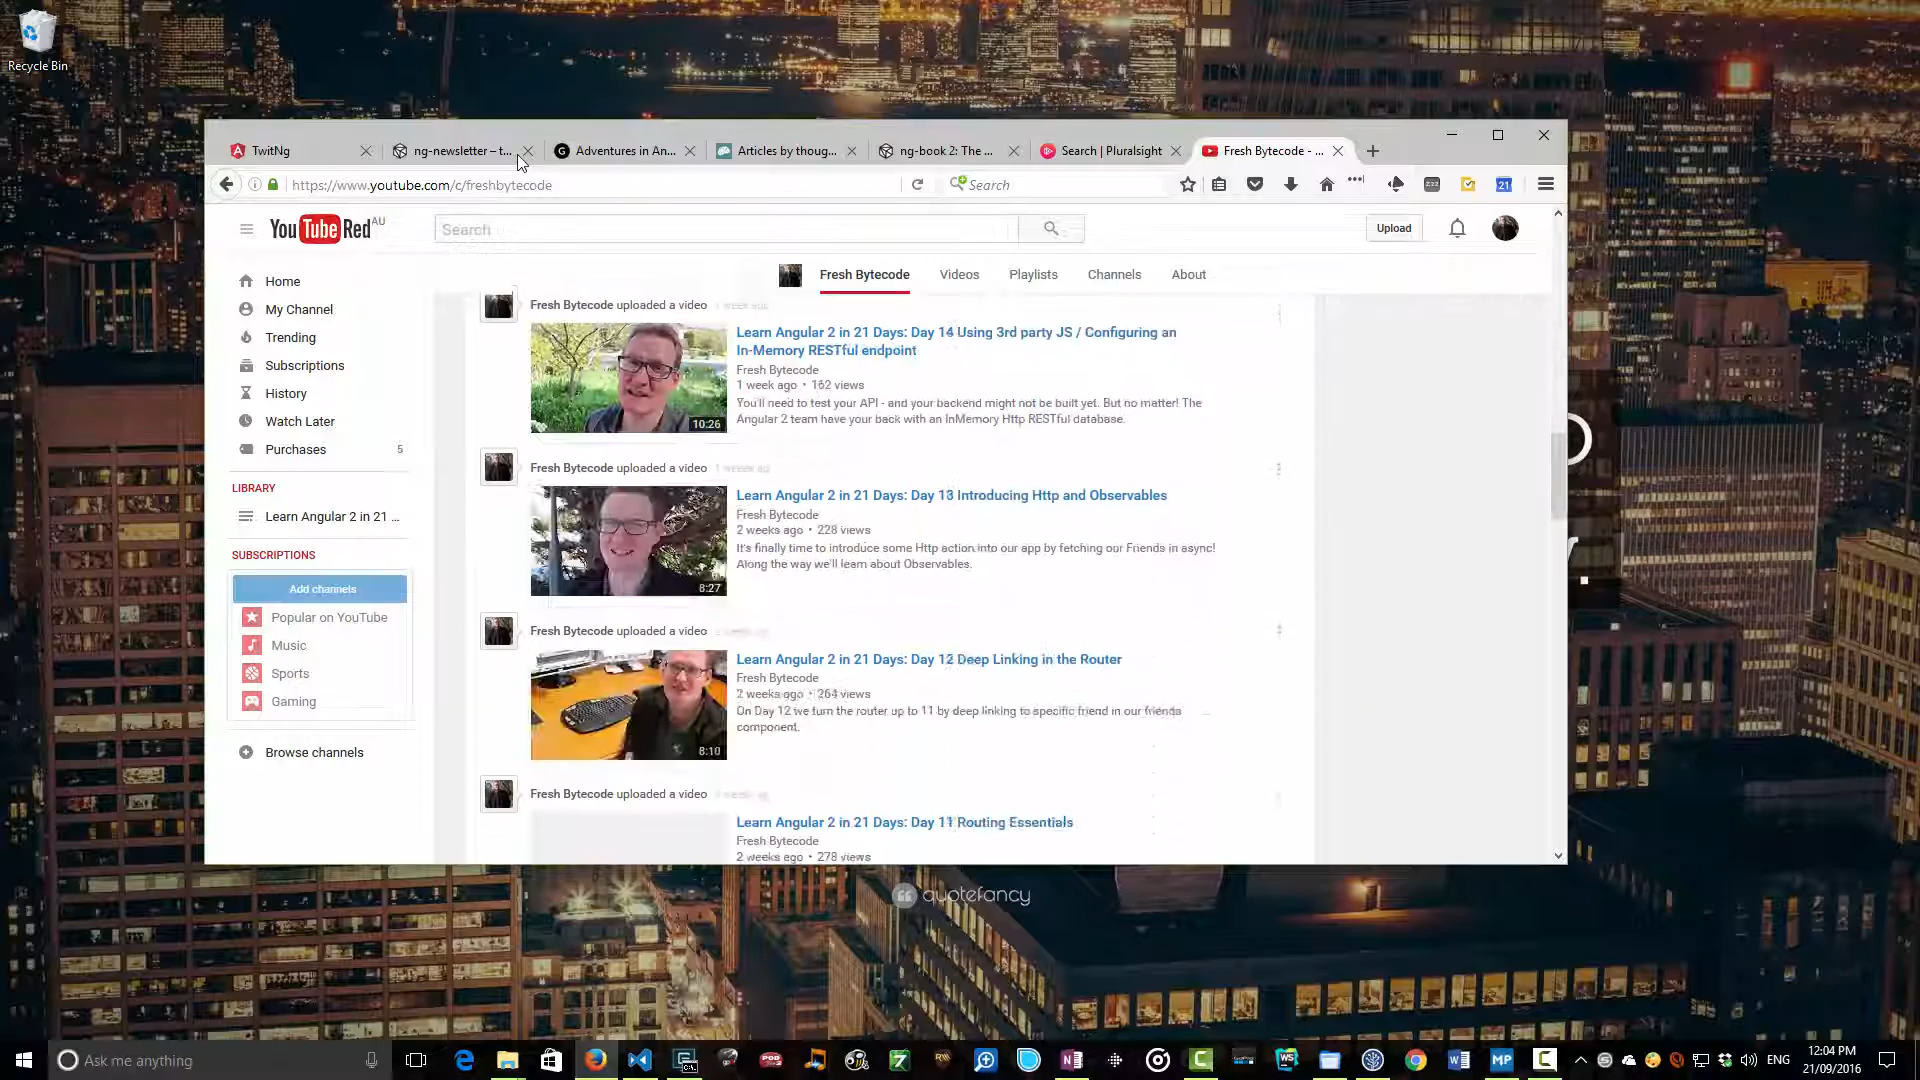 Recycle Bin
TwitNg
ng-newsletter – t...
Adventures in An...
Articles by thoug...
ng-book 2: The ...
Search | Pluralsight
Fresh Bytecode - ...
https://www.youtube.com/c/freshbytecode
Search
21
YouTube Red AU
Search
Upload
Home
My Channel
Trending
Subscriptions
History
Watch Later
Purchases 5
LIBRARY
Learn Angular 2 in 21 ...
SUBSCRIPTIONS
Add channels
Popular on YouTube
Music
Sports
Gaming
Browse channels
Fresh Bytecode Videos Playlists Channels About
Fresh Bytecode uploaded a video 1 week ago
10:26
Learn Angular 2 in 21 Days: Day 14 Using 3rd party JS / Configuring an
In-Memory RESTful endpoint
Fresh Bytecode
1 week ago • 162 views
You'll need to test your API - and your backend might not be built yet. But no matter! The
Angular 2 team have your back with an InMemory Http RESTful database.
Fresh Bytecode uploaded a video
8:27
Learn Angular 2 in 21 Days: Day 13 Introducing Http and Observables
Fresh Bytecode
2 weeks ago • 228 views
It's finally time to introduce some Http action into our app by fetching our Friends in async!
Along the way we'll learn about Observables.
Fresh Bytecode uploaded a video
8:10
Learn Angular 2 in 21 Days: Day 12 Deep Linking in the Router
Fresh Bytecode
2 weeks ago • 264 views
On Day 12 we turn the router up to 11 by deep linking to specific friend in our friends
component.
Fresh Bytecode uploaded a video
Learn Angular 2 in 21 Days: Day 11 Routing Essentials
Fresh Bytecode
2 weeks ago • 278 views
quotefancy
Ask me anything
ENG
12:04 PM
21/09/2016